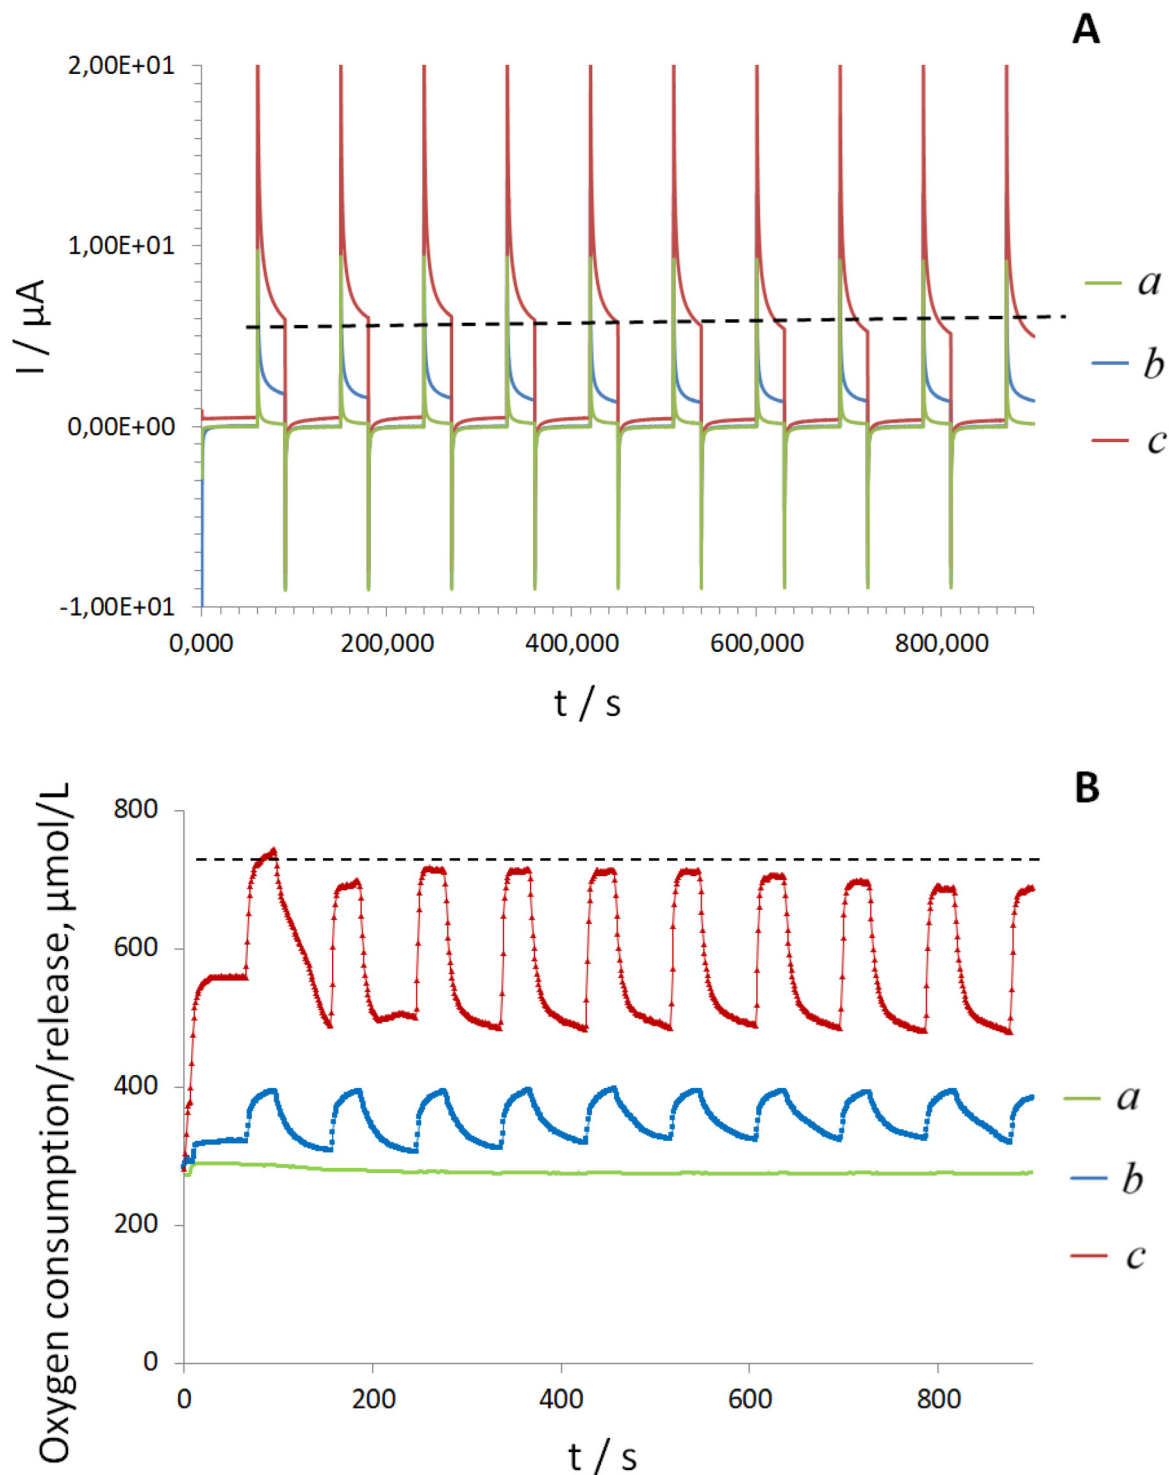 A
2,00E+01
1,00E+01
0,00E+00
-1,00E+01
I / µA
0,000
200,000
400,000
600,000
800,000
t / s
a
b
c
B
800
600
400
200
0
Oxygen consumption/release, µmol/L
0
200
400
600
800
t / s
a
b
c